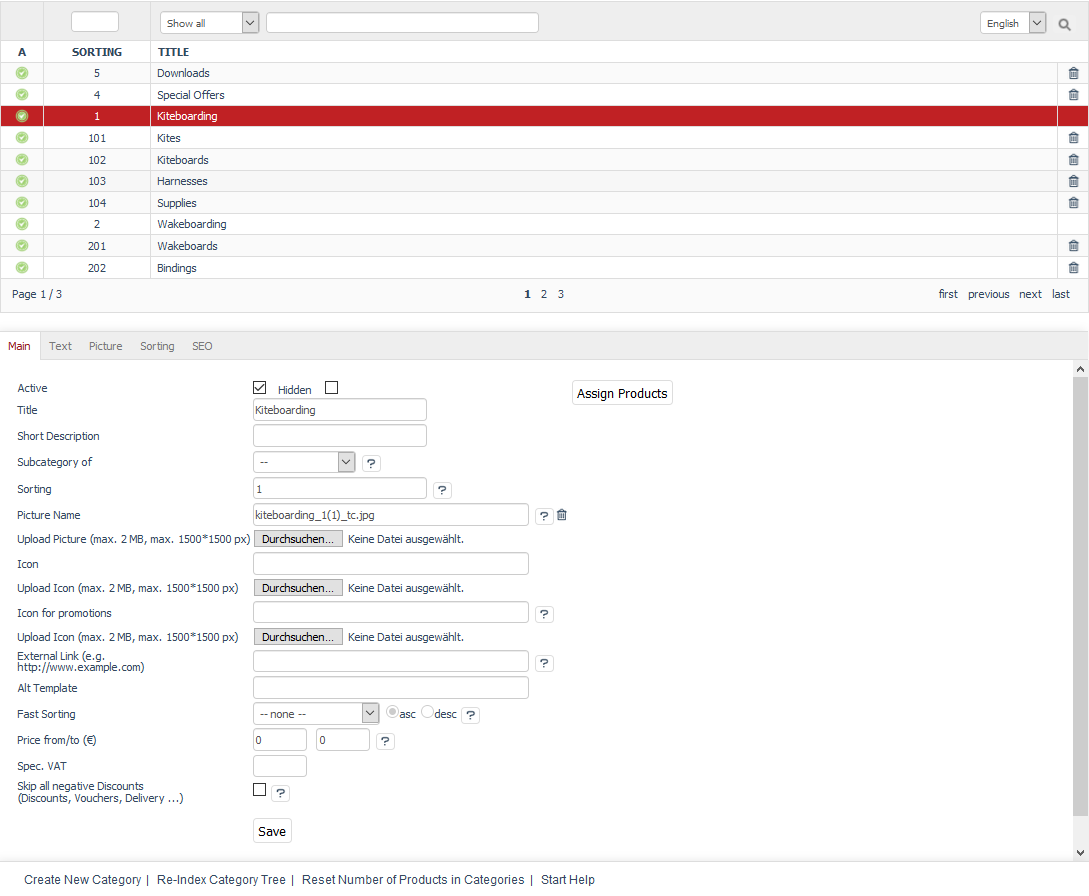 Show all English
A SORTING TITLE
5 Downloads
4 Special Offers
1 Kiteboarding
101 Kites
102 Kiteboards
103 Harnesses
104 Supplies
2 Wakeboarding
201 Wakeboards
202 Bindings
Page 1 / 3 1 2 3 first previous next last
Main Text Picture Sorting SEO
Active Hidden Assign Products
Title Kiteboarding
Short Description
Subcategory of -- ?
Sorting 1 ?
Picture Name kiteboarding_1(1)_tc.jpg ?
Upload Picture (max. 2 MB, max. 1500*1500 px) Durchsuchen... Keine Datei ausgewählt.
Icon
Upload Icon (max. 2 MB, max. 1500*1500 px) Durchsuchen... Keine Datei ausgewählt.
Icon for promotions ?
Upload Icon (max. 2 MB, max. 1500*1500 px) Durchsuchen... Keine Datei ausgewählt.
External Link (e.g.
http://www.example.com) ?
Alt Template
Fast Sorting -- none -- asc desc ?
Price from/to (€) 0 0 ?
Spec. VAT
Skip all negative Discounts
(Discounts, Vouchers, Delivery ...) ?
Save
Create New Category | Re-Index Category Tree | Reset Number of Products in Categories | Start Help